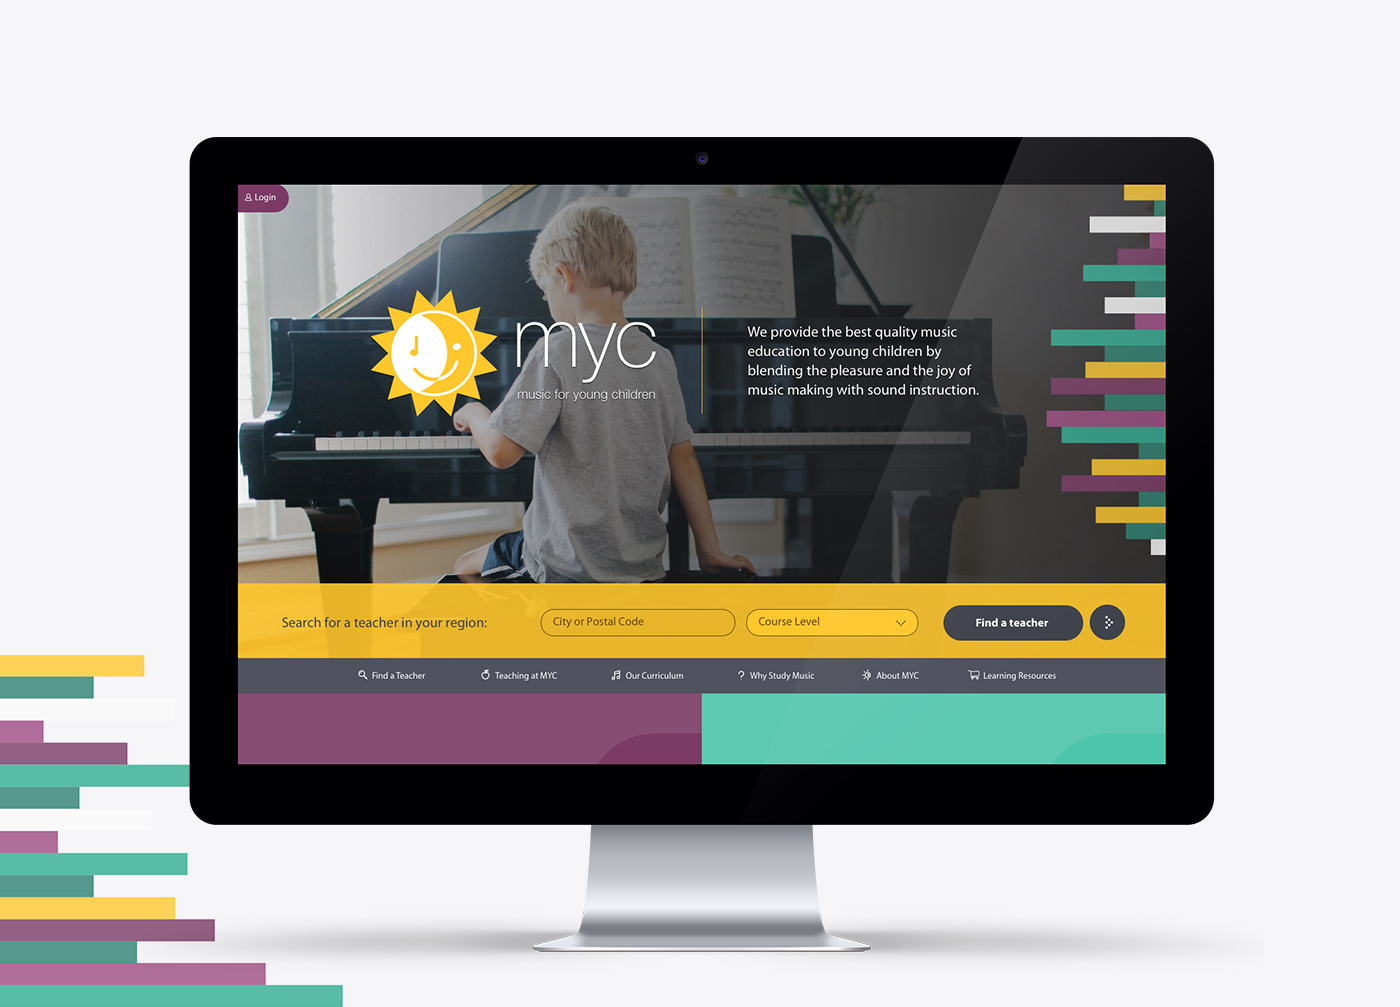 Login
myc
music for young children
We provide the best quality music
education to young children by
blending the pleasure and the joy of
music making with sound instruction.
Search for a teacher in your region:
City or Postal Code
Course Level
Find a teacher
Find a Teacher
Teaching at MYC
Our Curriculum
Why Study Music
About MYC
Learning Resources